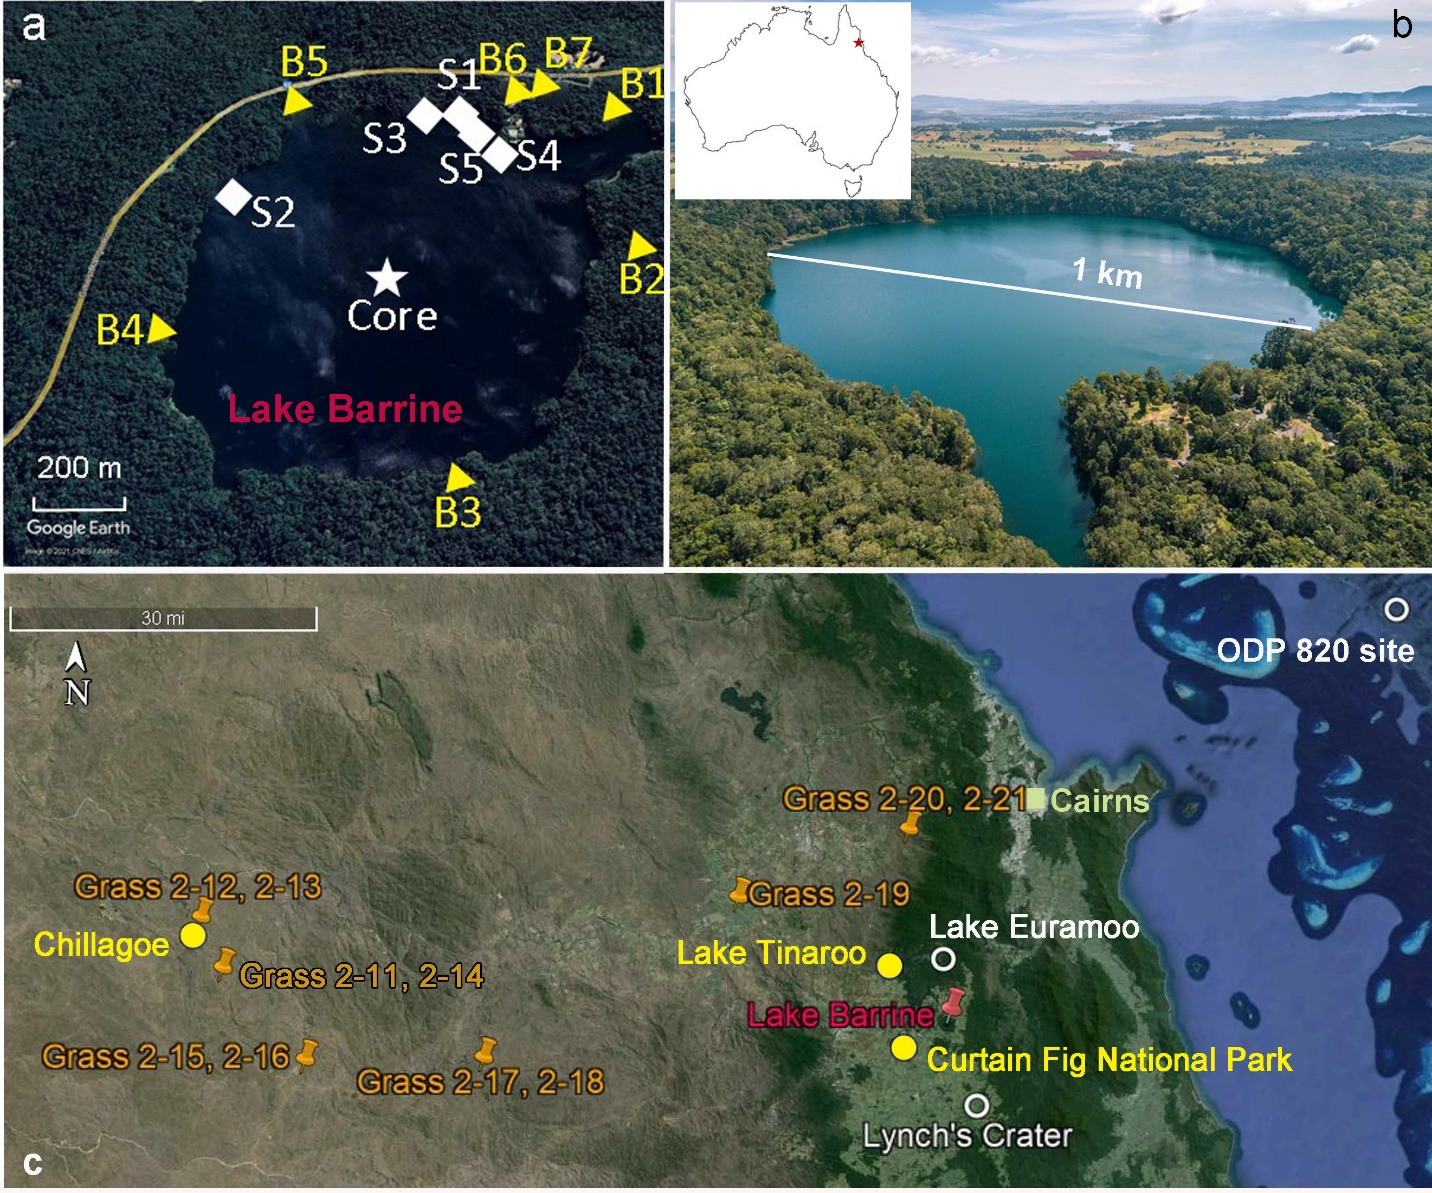 a
B5
S1
B6
B7
B1
S3
S5
S4
S2
B2
Core
B4
Lake Barrine
200 m
B3
Google Earth
b
1 km
30 mi
N
ODP 820 site
Grass 2-20, 2-21
Cairns
Grass 2-12, 2-13
Grass 2-19
Chillagoe
Lake Euramoo
Lake Tinaroo
Grass 2-11, 2-14
Lake Barrine
Grass 2-15, 2-16
Curtain Fig National Park
Grass 2-17, 2-18
Lynch's Crater
c